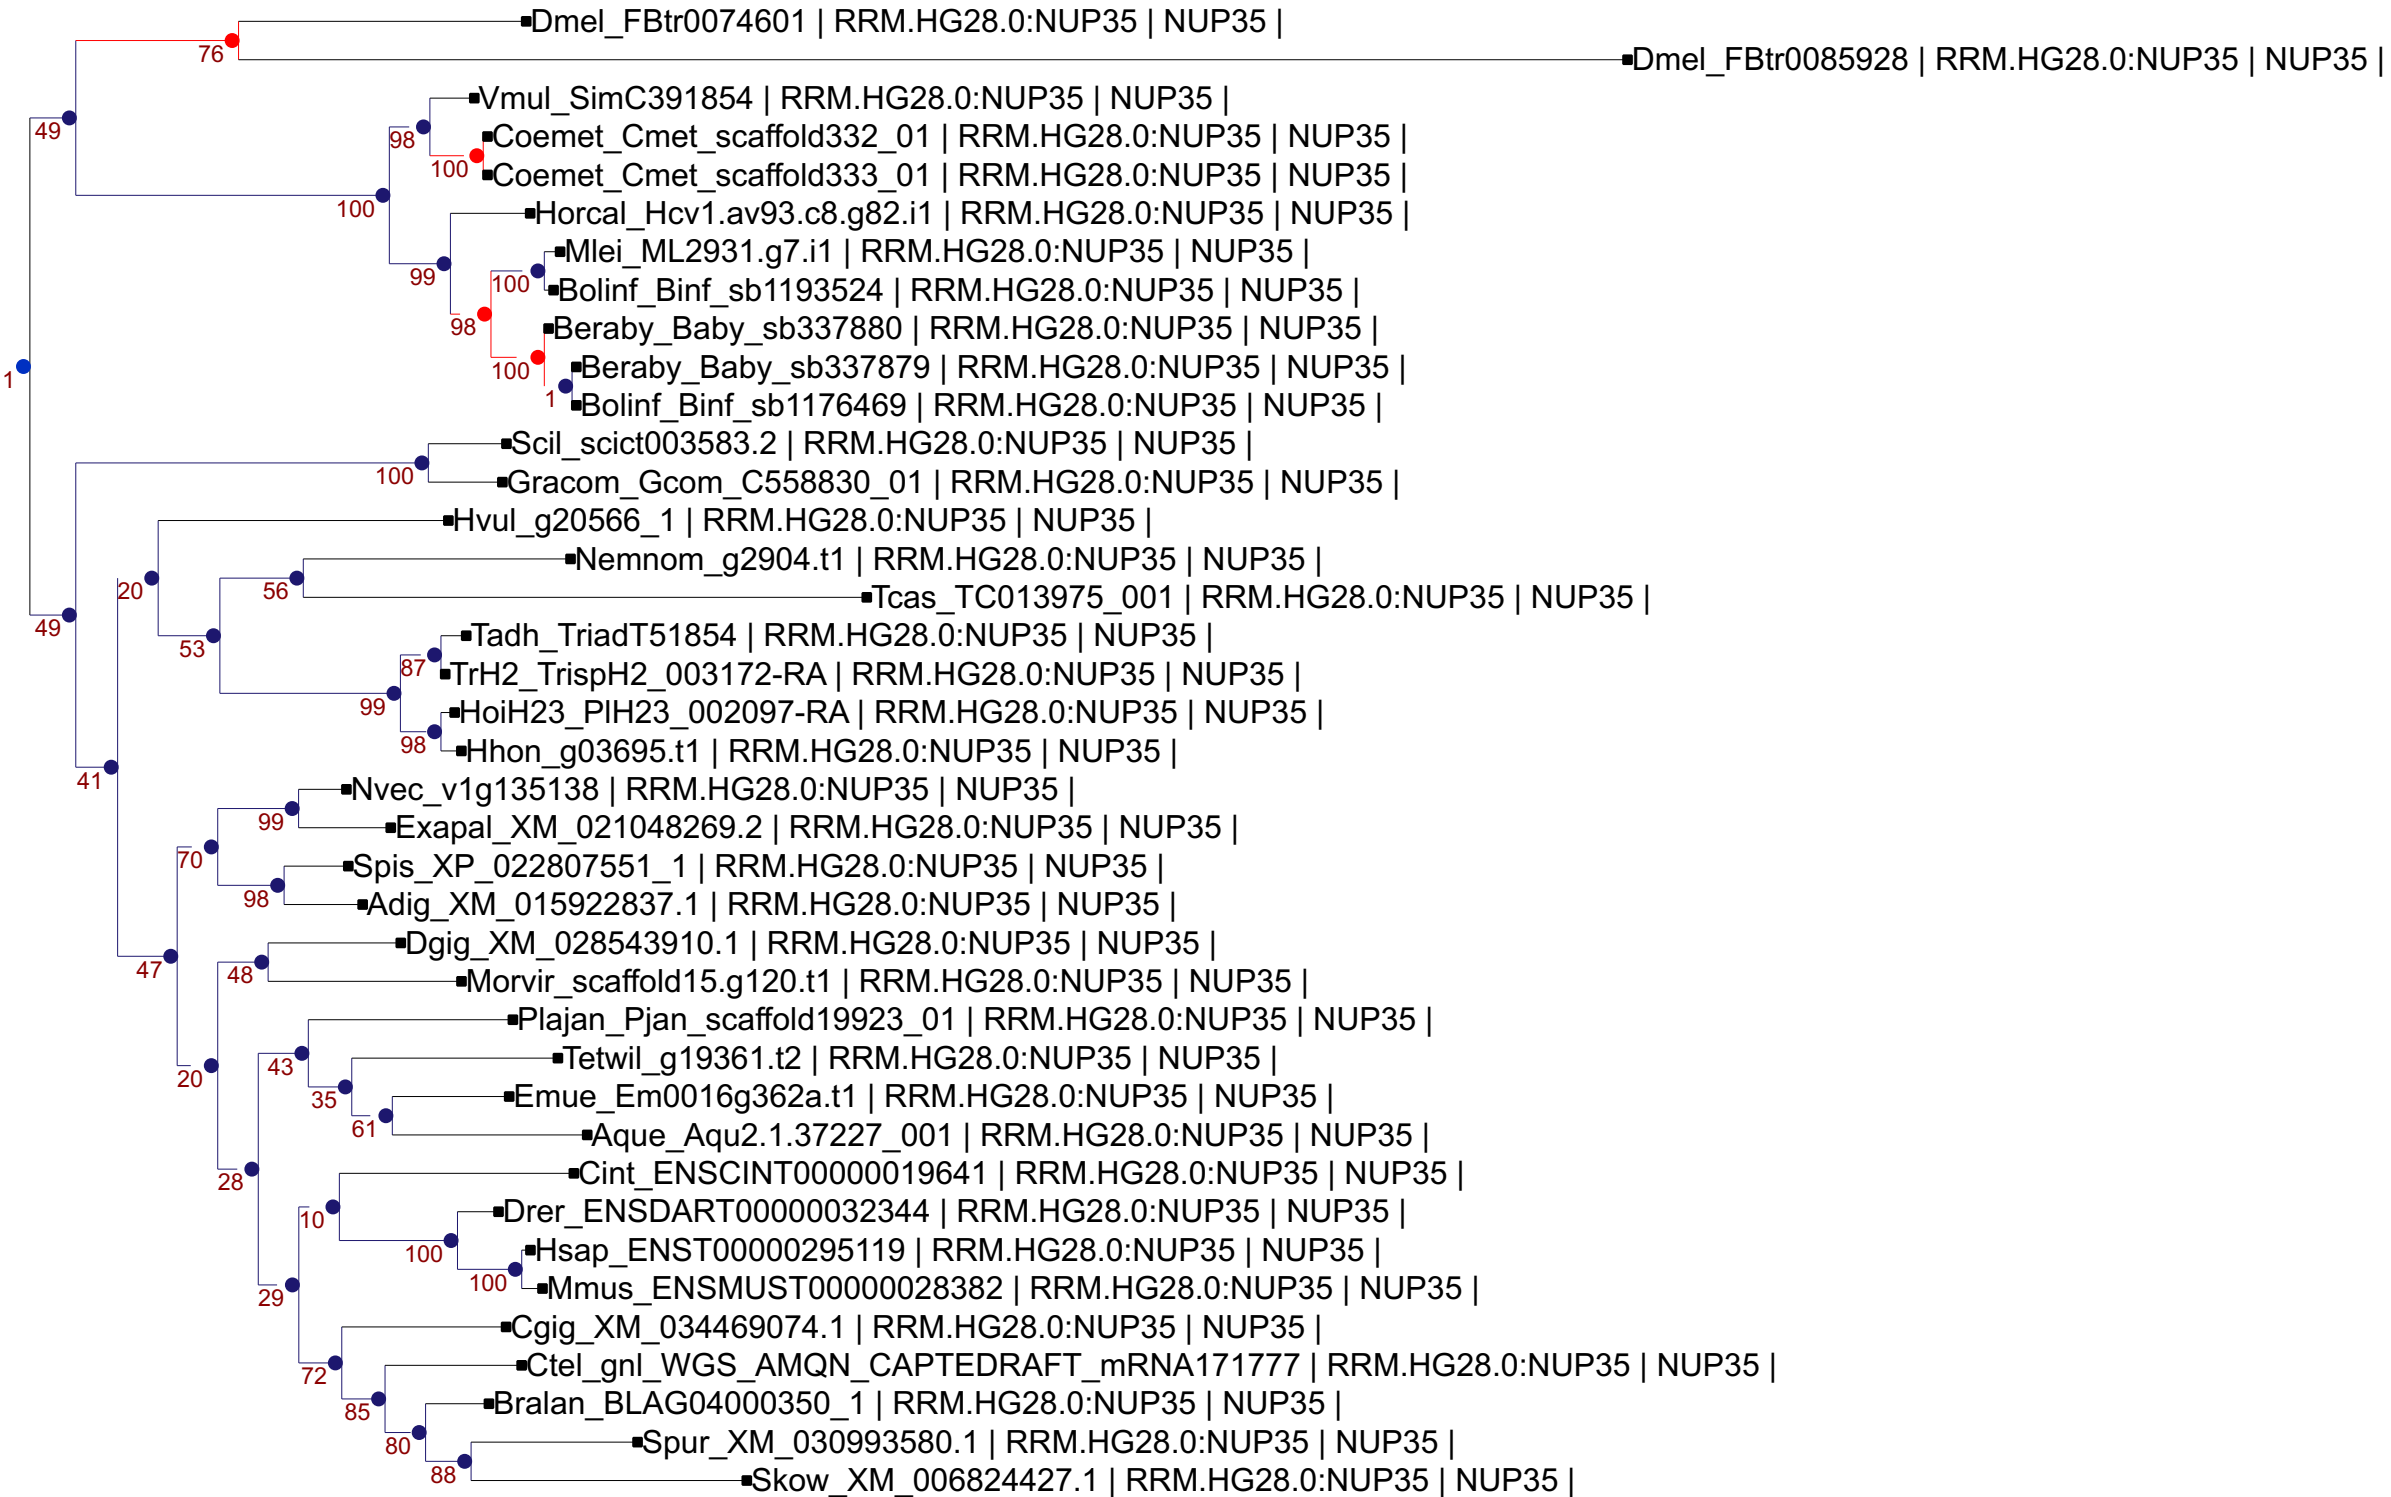 Dmel_FBtr0074601 | RRM.HG28.0:NUP35 | NUP35 |
76
Dmel_FBtr0085928 | RRM.HG28.0:NUP35 | NUP35 |
Vmul_SimC391854 | RRM.HG28.0:NUP35 | NUP35 |
49
98
Coemet_Cmet_scaffold332_01 | RRM.HG28.0:NUP35 | NUP35 |
100
Coemet_Cmet_scaffold333_01 | RRM.HG28.0:NUP35 | NUP35 |
100
Horcal_Hcv1.av93.c8.g82.i1 | RRM.HG28.0:NUP35 | NUP35 |
Mlei_ML2931.g7.i1 | RRM.HG28.0:NUP35 | NUP35 |
99
100
Bolinf_Binf_sb1193524 | RRM.HG28.0:NUP35 | NUP35 |
98
Beraby_Baby_sb337880 | RRM.HG28.0:NUP35 | NUP35 |
100
Beraby_Baby_sb337879 | RRM.HG28.0:NUP35 | NUP35 |
1
1
Bolinf_Binf_sb1176469 | RRM.HG28.0:NUP35 | NUP35 |
Scil_scict003583.2 | RRM.HG28.0:NUP35 | NUP35 |
100
Gracom_Gcom_C558830_01 | RRM.HG28.0:NUP35 | NUP35 |
Hvul_g20566_1 | RRM.HG28.0:NUP35 | NUP35 |
Nemnom_g2904.t1 | RRM.HG28.0:NUP35 | NUP35 |
20
56
Tcas_TC013975_001 | RRM.HG28.0:NUP35 | NUP35 |
49
Tadh_TriadT51854 | RRM.HG28.0:NUP35 | NUP35 |
53
87
TrH2_TrispH2_003172-RA | RRM.HG28.0:NUP35 | NUP35 |
99
HoiH23_PlH23_002097-RA | RRM.HG28.0:NUP35 | NUP35 |
98
Hhon_g03695.t1 | RRM.HG28.0:NUP35 | NUP35 |
41
Nvec_v1g135138 | RRM.HG28.0:NUP35 | NUP35 |
99
Exapal_XM_021048269.2 | RRM.HG28.0:NUP35 | NUP35 |
70
Spis_XP_022807551_1 | RRM.HG28.0:NUP35 | NUP35 |
98
Adig_XM_015922837.1 | RRM.HG28.0:NUP35 | NUP35 |
Dgig_XM_028543910.1 | RRM.HG28.0:NUP35 | NUP35 |
47
48
Morvir_scaffold15.g120.t1 | RRM.HG28.0:NUP35 | NUP35 |
Plajan_Pjan_scaffold19923_01 | RRM.HG28.0:NUP35 | NUP35 |
43
Tetwil_g19361.t2 | RRM.HG28.0:NUP35 | NUP35 |
20
35
Emue_Em0016g362a.t1 | RRM.HG28.0:NUP35 | NUP35 |
61
Aque_Aqu2.1.37227_001 | RRM.HG28.0:NUP35 | NUP35 |
28
Cint_ENSCINT00000019641 | RRM.HG28.0:NUP35 | NUP35 |
10
Drer_ENSDART00000032344 | RRM.HG28.0:NUP35 | NUP35 |
100
Hsap_ENST00000295119 | RRM.HG28.0:NUP35 | NUP35 |
100
Mmus_ENSMUST00000028382 | RRM.HG28.0:NUP35 | NUP35 |
29
Cgig_XM_034469074.1 | RRM.HG28.0:NUP35 | NUP35 |
72
Ctel_gnl_WGS_AMQN_CAPTEDRAFT_mRNA171777 | RRM.HG28.0:NUP35 | NUP35 |
85
Bralan_BLAG04000350_1 | RRM.HG28.0:NUP35 | NUP35 |
80
Spur_XM_030993580.1 | RRM.HG28.0:NUP35 | NUP35 |
88
Skow_XM_006824427.1 | RRM.HG28.0:NUP35 | NUP35 |